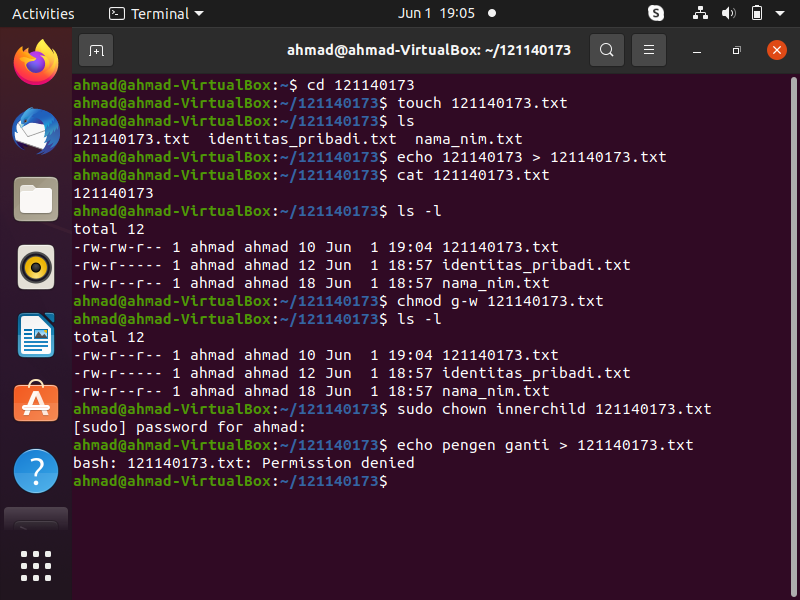 Activities Terminal Jun 1 19:05
ahmad@ahmad-VirtualBox: ~/121140173
ahmad@ahmad-VirtualBox:~$ cd 121140173
ahmad@ahmad-VirtualBox:~/121140173$ touch 121140173.txt
ahmad@ahmad-VirtualBox:~/121140173$ ls
121140173.txt  identitas_pribadi.txt  nama_nim.txt
ahmad@ahmad-VirtualBox:~/121140173$ echo 121140173 > 121140173.txt
ahmad@ahmad-VirtualBox:~/121140173$ cat 121140173.txt
121140173
ahmad@ahmad-VirtualBox:~/121140173$ ls -l
total 12
-rw-rw-r-- 1 ahmad ahmad 10 Jun  1 19:04 121140173.txt
-rw-r----- 1 ahmad ahmad 12 Jun  1 18:57 identitas_pribadi.txt
-rw-r--r-- 1 ahmad ahmad 18 Jun  1 18:57 nama_nim.txt
ahmad@ahmad-VirtualBox:~/121140173$ chmod g-w 121140173.txt
ahmad@ahmad-VirtualBox:~/121140173$ ls -l
total 12
-rw-r--r-- 1 ahmad ahmad 10 Jun  1 19:04 121140173.txt
-rw-r----- 1 ahmad ahmad 12 Jun  1 18:57 identitas_pribadi.txt
-rw-r--r-- 1 ahmad ahmad 18 Jun  1 18:57 nama_nim.txt
ahmad@ahmad-VirtualBox:~/121140173$ sudo chown innerchild 121140173.txt
[sudo] password for ahmad:
ahmad@ahmad-VirtualBox:~/121140173$ echo pengen ganti > 121140173.txt
bash: 121140173.txt: Permission denied
ahmad@ahmad-VirtualBox:~/121140173$